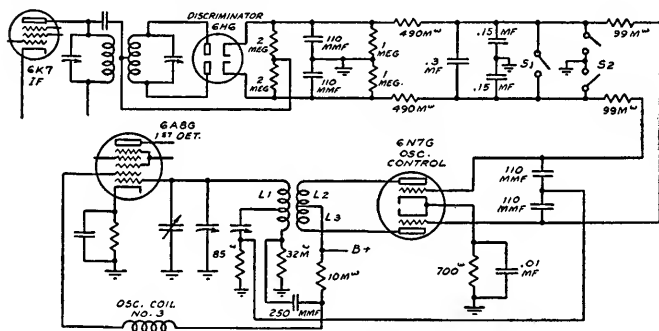 DISCRIMINATOR
6H6
6K7
IF
2
MEG
2
MEG
110
MMF
110
MMF
1
MEG
1
MEG.
490Mω
490Mω
.3
MF
.15
MF
.15
MF
S1
S2
99Mω
99Mω
6A8G
1ST DET.
L1
L2
L3
6N7G
OSC.
CONTROL
110
MMF
110
MMF
B+
85
32M
10Mω
250 MMF
700
.01
MF
OSC. COIL
NO. 3